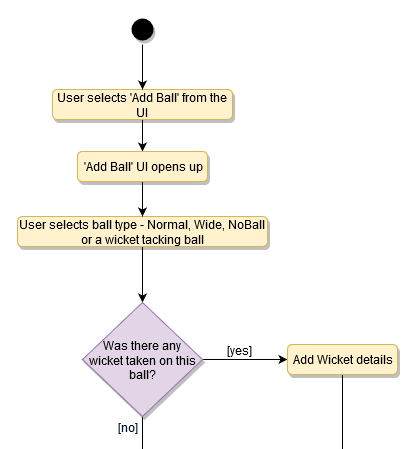 User selects 'Add Ball' from the
UI
'Add Ball' UI opens up
User selects ball type - Normal, Wide, NoBall
or a wicket tacking ball
Was there any
wicket taken on this
ball?
[yes]
Add Wicket details
[no]